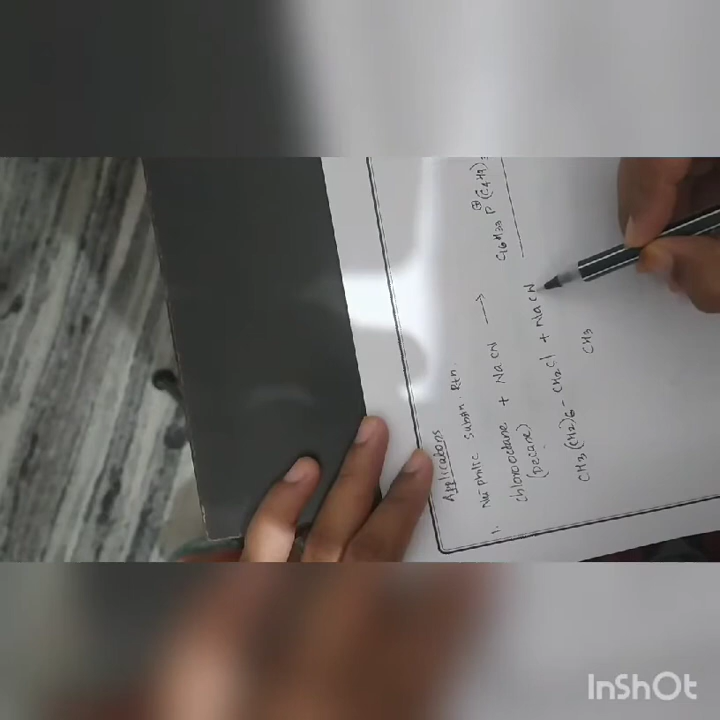 Applications
1. Nu-philic subsn. Rxn.
Chlorooctane + NaCN →
(Decane)
C16H33 P⊕(C4H9)3
CH3(CH2)6-CH2Cl + NaCN
CH3
InShOt